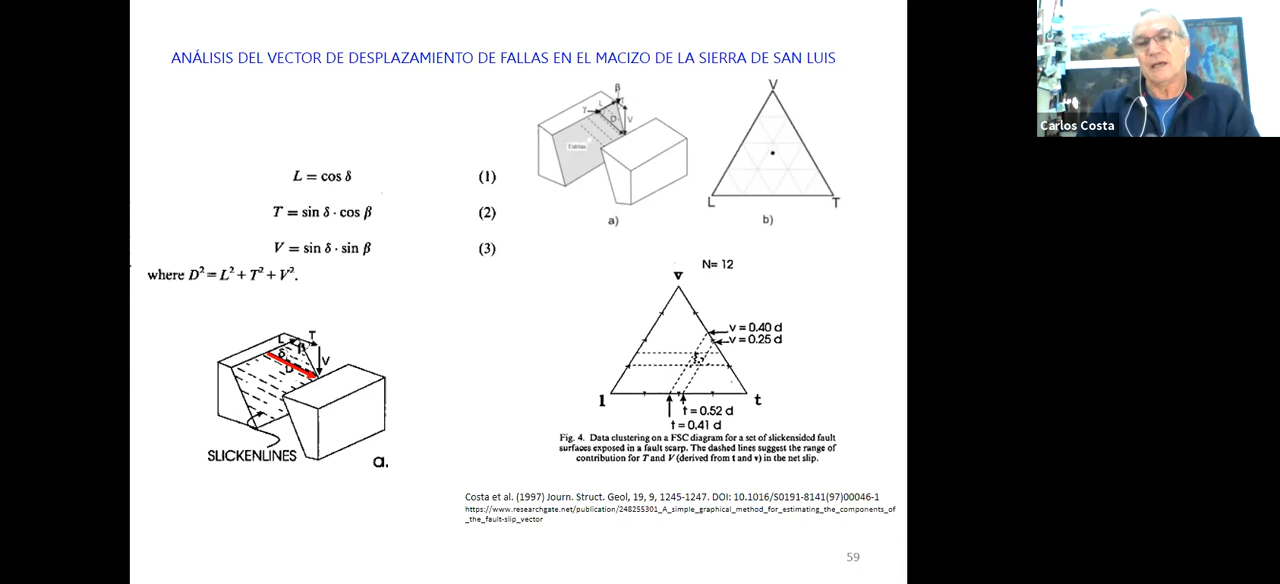 ANÁLISIS DEL VECTOR DE DESPLAZAMIENTO DE FALLAS EN EL MACIZO DE LA SIERRA DE SAN LUIS
Carlos Costa
L = cos δ (1)
T = sin δ · cos β (2)
V = sin δ · sin β (3)
where D² = L² + T² + V².
β
L
T
γ
D
V
Estrías
a)
V
L
T
b)
N= 12
v
v = 0.40 d
v = 0.25 d
l
t
t = 0.52 d
t = 0.41 d
L
T
β
δ
D
V
SLICKENLINES
a.
Fig. 4. Data clustering on a FSC diagram for a set of slickensided fault
surfaces exposed in a fault scarp. The dashed lines suggest the range of
contribution for T and V (derived from t and v) in the net slip.
Costa et al. (1997) Journ. Struct. Geol, 19, 9, 1245-1247. DOI: 10.1016/S0191-8141(97)00046-1
https://www.researchgate.net/publication/248255301_A_simple_graphical_method_for_estimating_the_components_of
_the_fault-slip_vector
59